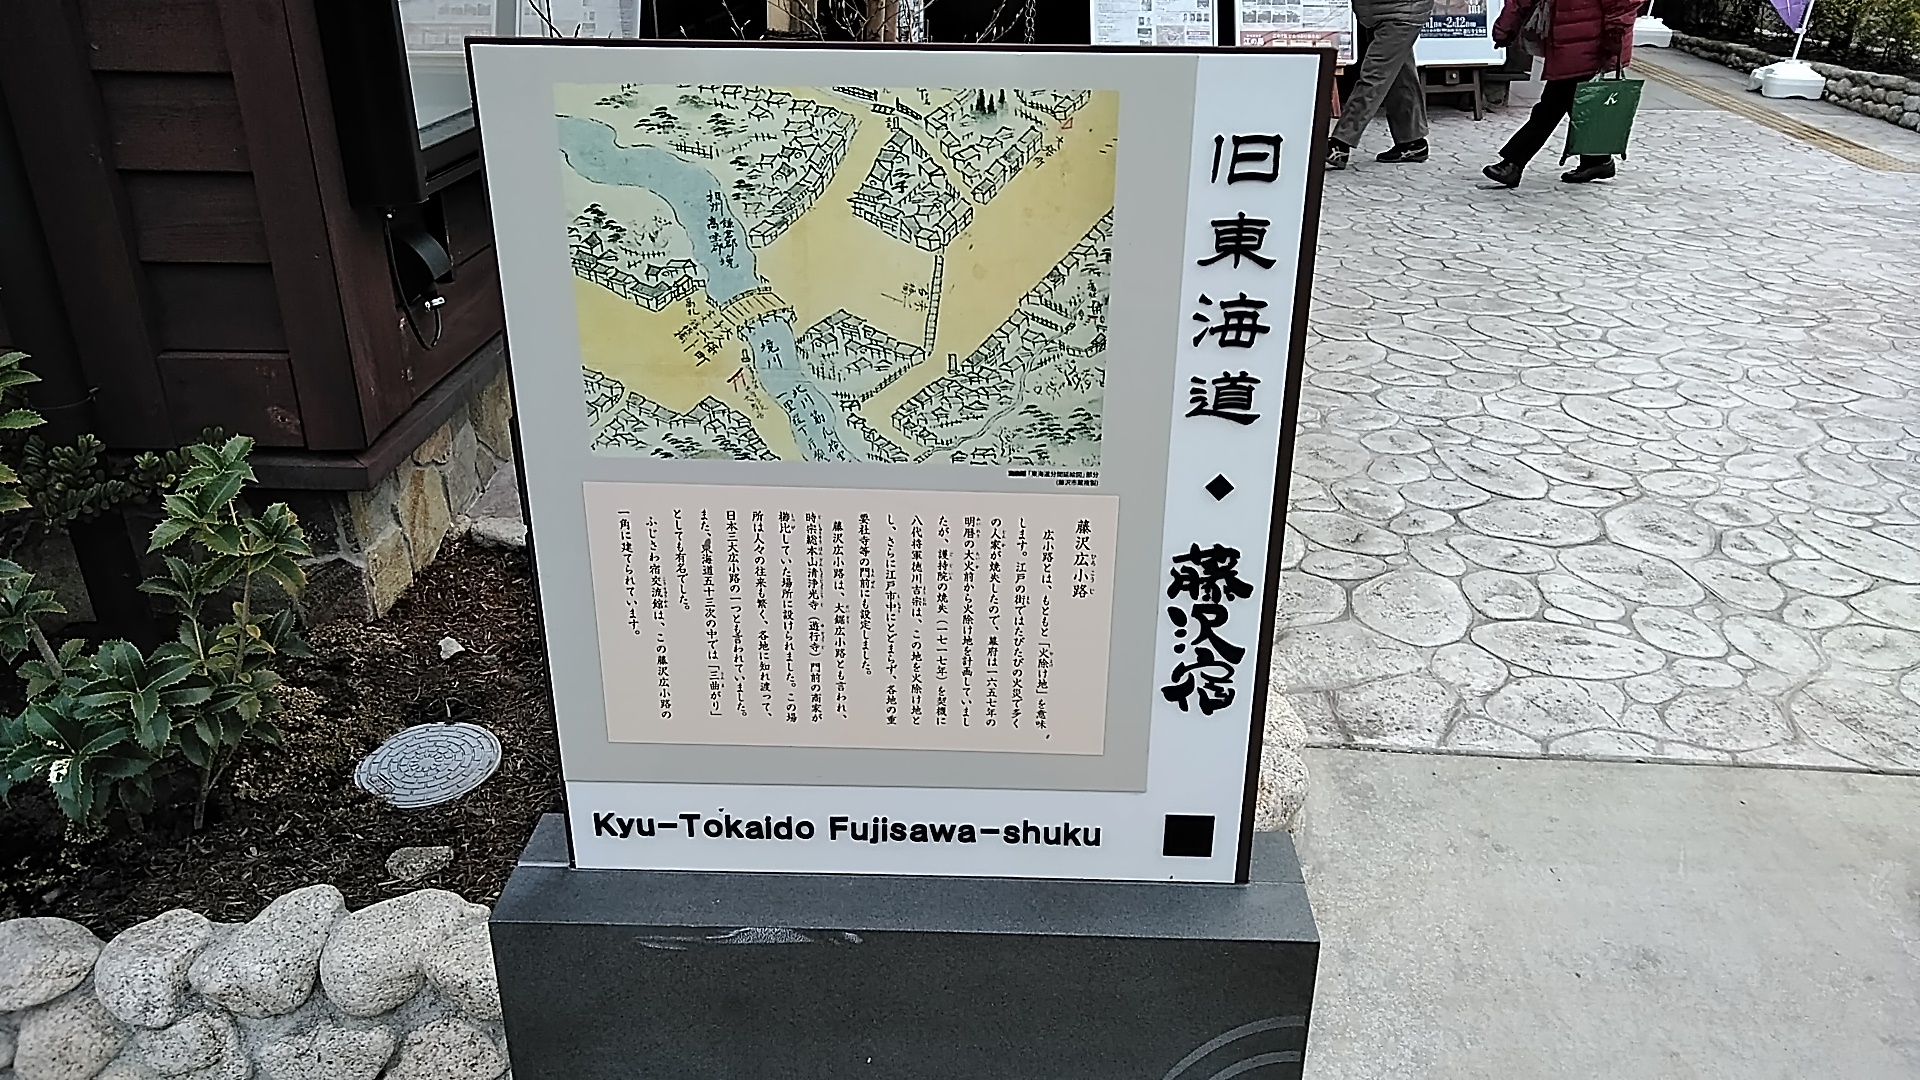 旧東海道◆藤沢宿
境川
「東海道分間延絵図」部分
(藤沢市蔵複製)
藤沢広小路
広小路とは、もともと「火除け地」を意味
します。江戸の街ではたびたびの火災で多く
の人家が焼失したので、幕府は一六五七年の
明暦の大火前から火除け地を計画していまし
たが、護持院の焼失(一七一七年)を契機に
八代将軍徳川吉宗は、この地を火除け地と
し、さらに江戸市中にとどまらず、各地の重
要社寺等の門前にも設定しました。
藤沢広小路は、大鋸広小路とも言われ、
時宗総本山清浄光寺(遊行寺)門前の商家が
櫛比していた場所に設けられました。この場
所は人々の往来も繁く、各地に知れ渡って、
日本三大広小路の一つとも言われていました。
また、東海道五十三次の中では「三曲がり」
としても有名でした。
ふじさわ宿交流館は、この藤沢広小路の
一角に建てられています。
Kyu-Tokaido Fujisawa-shuku